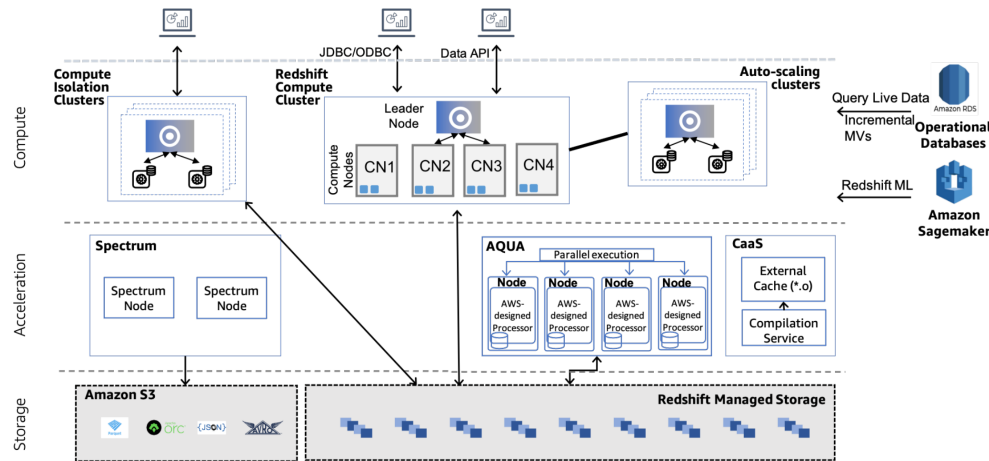 JDBC/ODBC
Data API
Compute
Isolation
Clusters
Redshift
Compute
Cluster
Leader
Node
Compute
Nodes
CN1
CN2
CN3
CN4
Auto-scaling
clusters
Query Live Data
Incremental
MVs
Amazon RDS
Operational
Databases
Redshift ML
Amazon
Sagemaker
Compute
Spectrum
Spectrum
Node
Spectrum
Node
AQUA
Parallel execution
Node
AWS-
designed
Processor
Node
AWS-
designed
Processor
Node
AWS-
designed
Processor
Node
AWS-
designed
Processor
CaaS
External
Cache (*.o)
Compilation
Service
Acceleration
Amazon S3
Parquet
orc
{JSON}
AVRO
Redshift Managed Storage
Storage